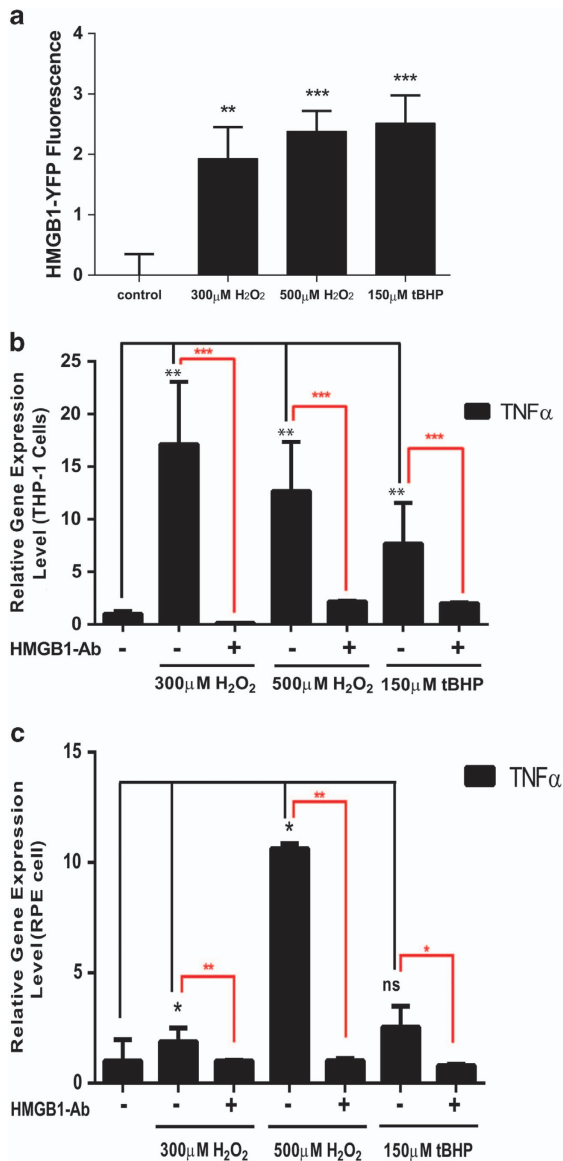 a
HMGB1-YFP Fluorescence
4
3
2
1
0
** *** ***
control 300μM H2O2 500μM H2O2 150μM tBHP
b
Relative Gene Expression
Level (THP-1 Cells)
25
20
15
10
5
0
** *** ** *** ** ***
TNFα
HMGB1-Ab - - + - + - +
300μM H₂O₂ 500μM H₂O₂ 150μM tBHP
c
Relative Gene Expression
Level(RPE cell)
15
10
5
0
* ** * ** ns *
TNFα
HMGB1-Ab - - + - + - +
300μM H₂O₂ 500μM H₂O₂ 150μM tBHP